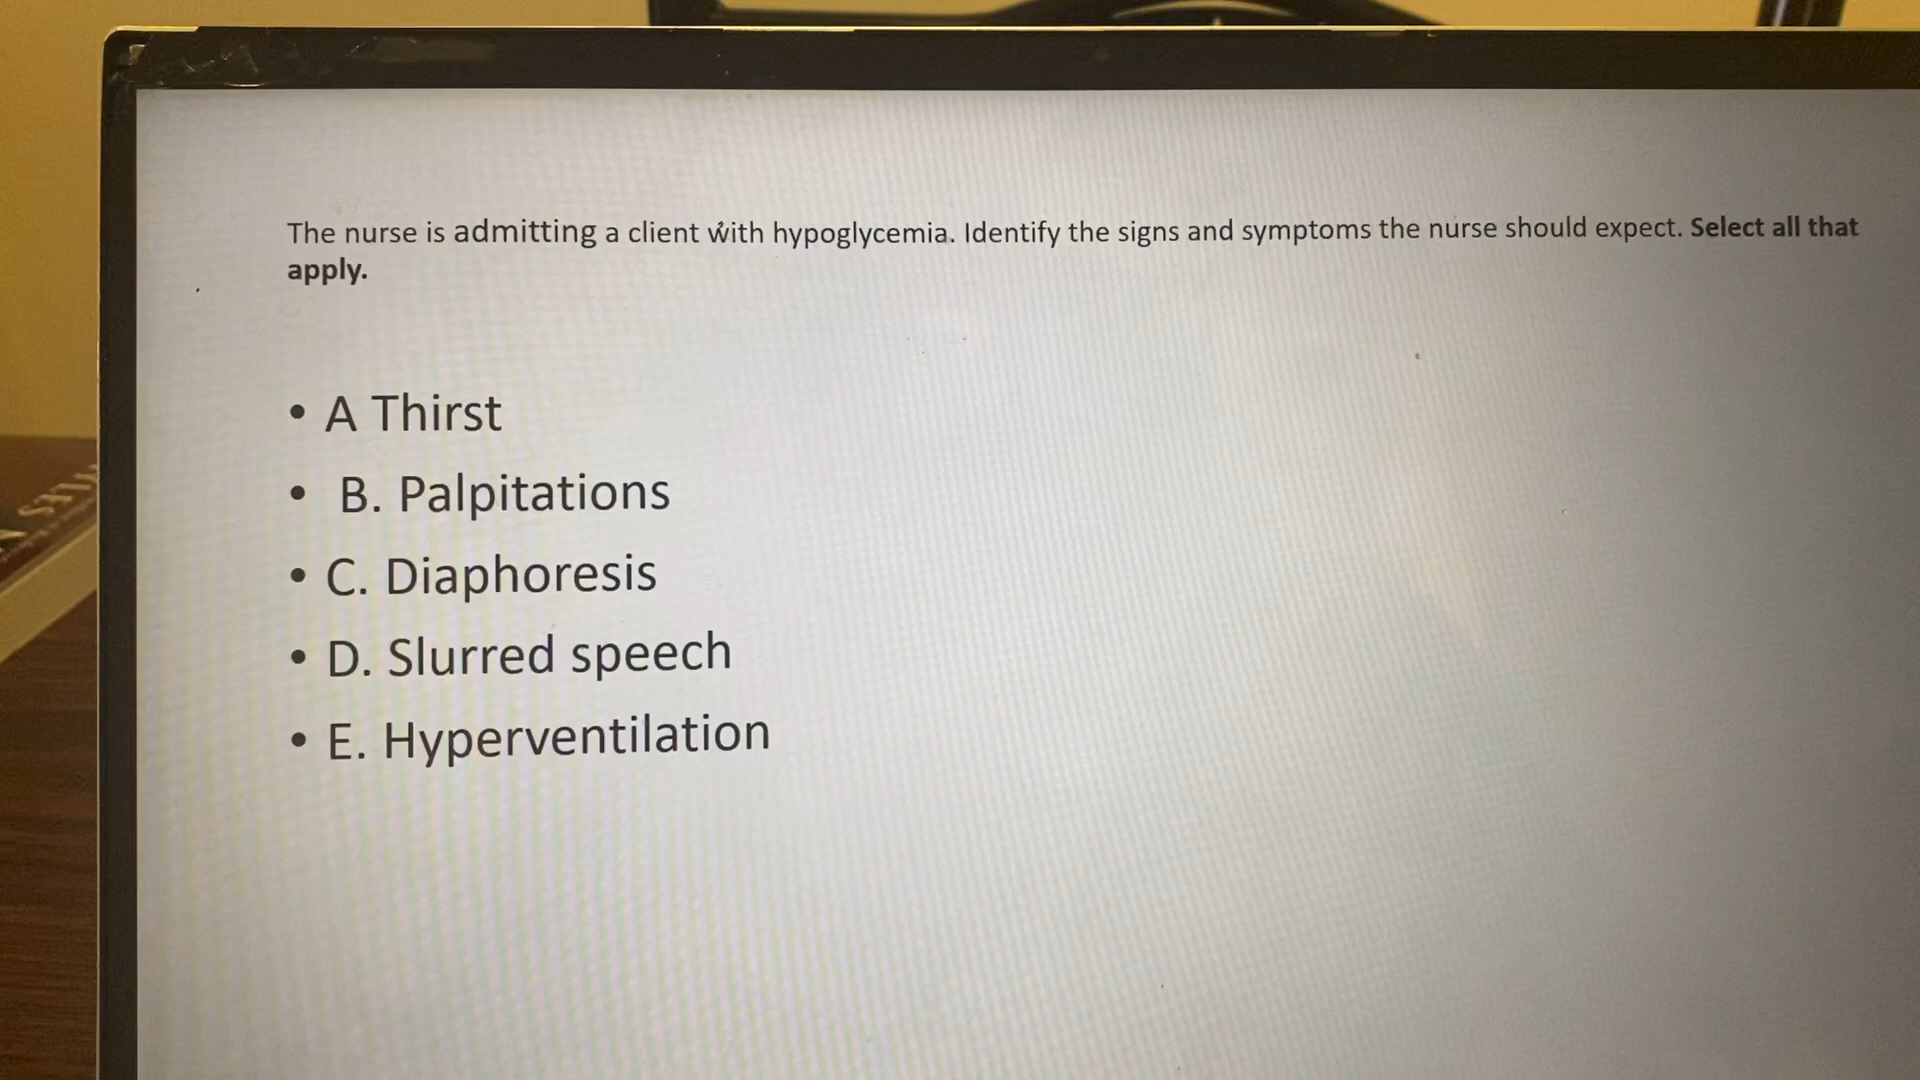 The nurse is admitting a client with hypoglycemia. Identify the signs and symptoms the nurse should expect. Select all that
apply.
• A Thirst
• B. Palpitations
• C. Diaphoresis
• D. Slurred speech
• E. Hyperventilation